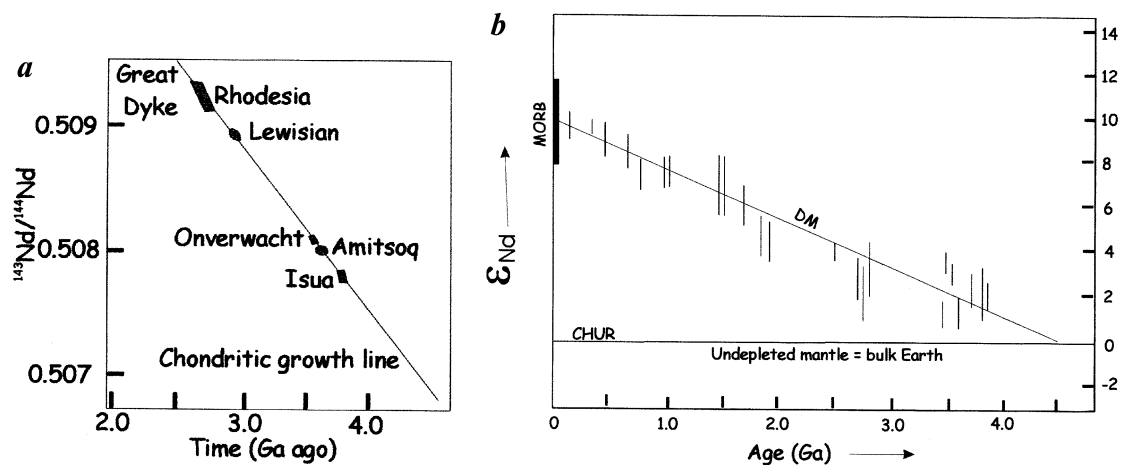 a
Great
Dyke
Rhodesia
Lewisian
Onverwacht
Amitsoq
Isua
Chondritic growth line
0.509
0.508
0.507
¹⁴³Nd/¹⁴⁴Nd
2.0
3.0
4.0
Time (Ga ago)
b
MORB
εNd
DM
CHUR
Undepleted mantle = bulk Earth
14
12
10
8
6
4
2
0
-2
0
1.0
2.0
3.0
4.0
Age (Ga)